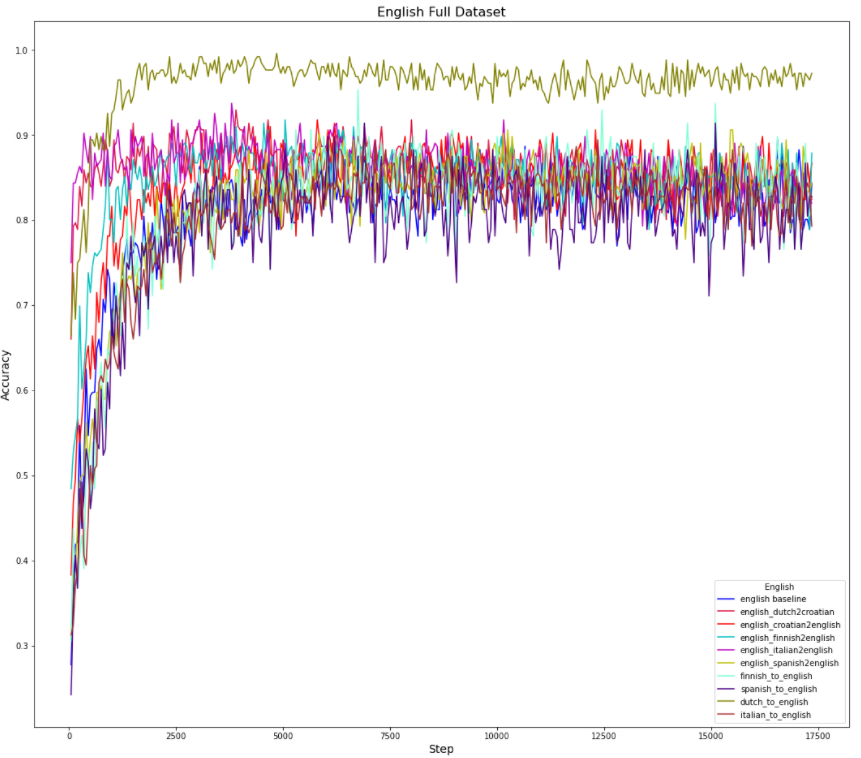 English Full Dataset
1.0
0.9
0.8
0.7
0.6
0.5
0.4
0.3
Accuracy
0 2500 5000 7500 10000 12500 15000 17500
Step
English
english baseline
english_dutch2croatian
english_croatian2english
english_finnish2english
english_italian2english
english_spanish2english
finnish_to_english
spanish_to_english
dutch_to_english
italian_to_english